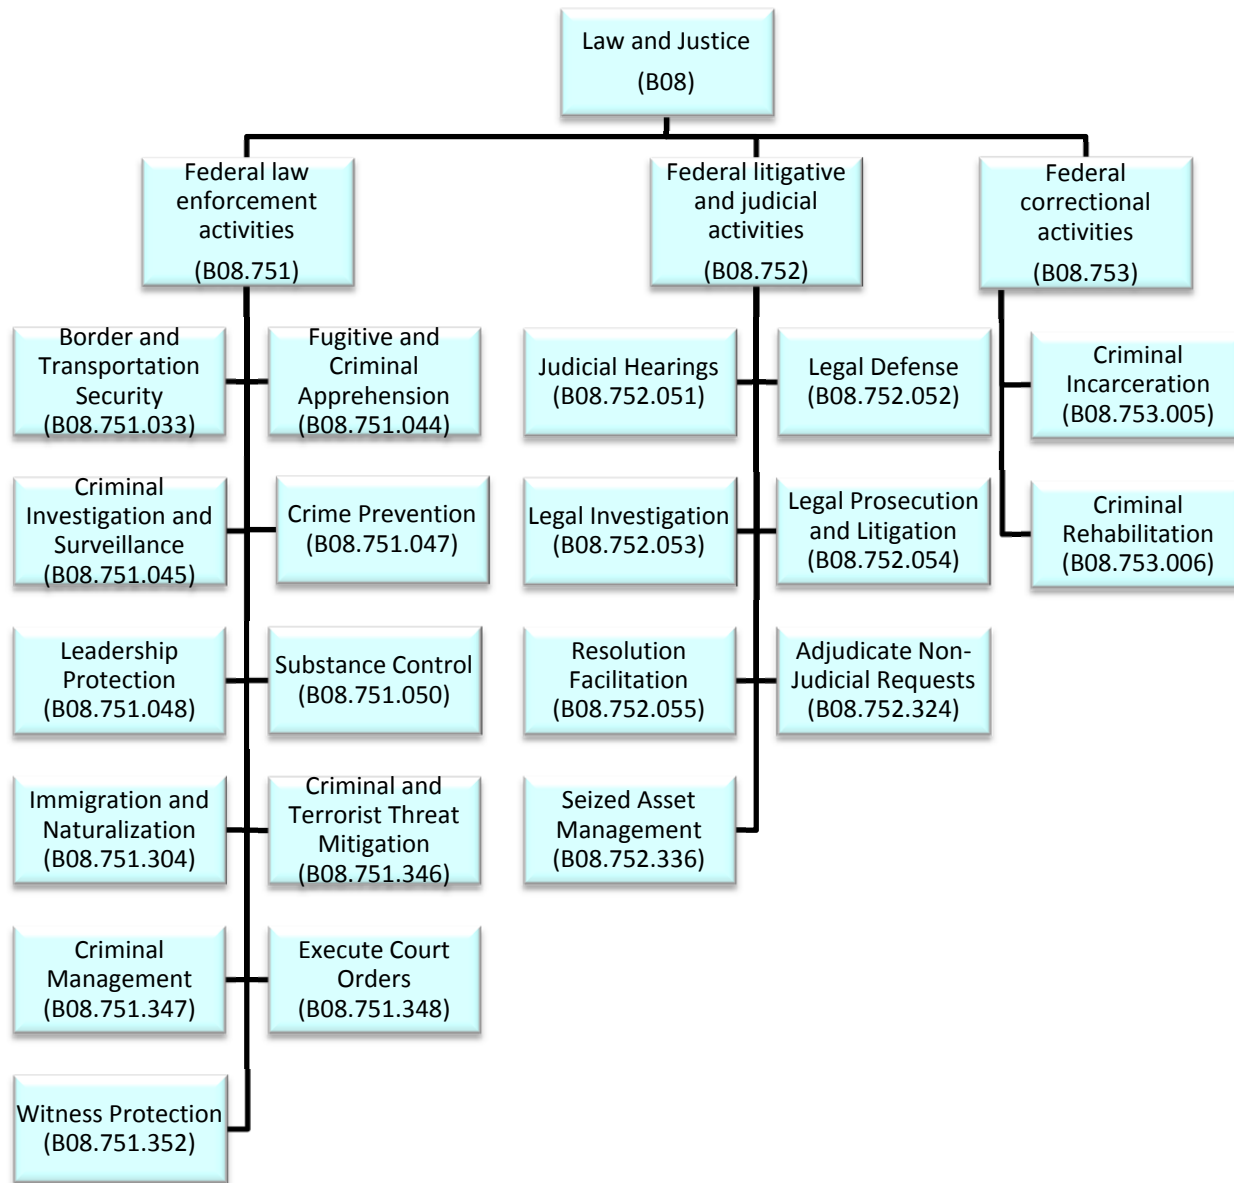 Law and Justice
(B08)
Federal law
enforcement
activities
(B08.751)
Federal litigative
and judicial
activities
(B08.752)
Federal
correctional
activities
(B08.753)
Border and
Transportation
Security
(B08.751.033)
Fugitive and
Criminal
Apprehension
(B08.751.044)
Judicial Hearings
(B08.752.051)
Legal Defense
(B08.752.052)
Criminal
Incarceration
(B08.753.005)
Criminal
Investigation and
Surveillance
(B08.751.045)
Crime Prevention
(B08.751.047)
Legal Investigation
(B08.752.053)
Legal Prosecution
and Litigation
(B08.752.054)
Criminal
Rehabilitation
(B08.753.006)
Leadership
Protection
(B08.751.048)
Substance Control
(B08.751.050)
Resolution
Facilitation
(B08.752.055)
Adjudicate Non-
Judicial Requests
(B08.752.324)
Immigration and
Naturalization
(B08.751.304)
Criminal and
Terrorist Threat
Mitigation
(B08.751.346)
Seized Asset
Management
(B08.752.336)
Criminal
Management
(B08.751.347)
Execute Court
Orders
(B08.751.348)
Witness Protection
(B08.751.352)